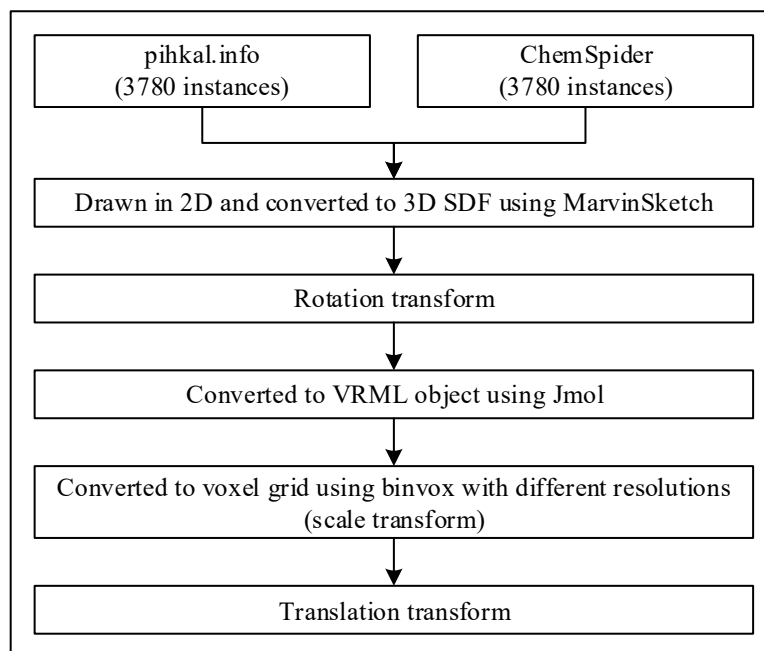 pihkal.info
(3780 instances)
ChemSpider
(3780 instances)
Drawn in 2D and converted to 3D SDF using MarvinSketch
Rotation transform
Converted to VRML object using Jmol
Converted to voxel grid using binvox with different resolutions
(scale transform)
Translation transform